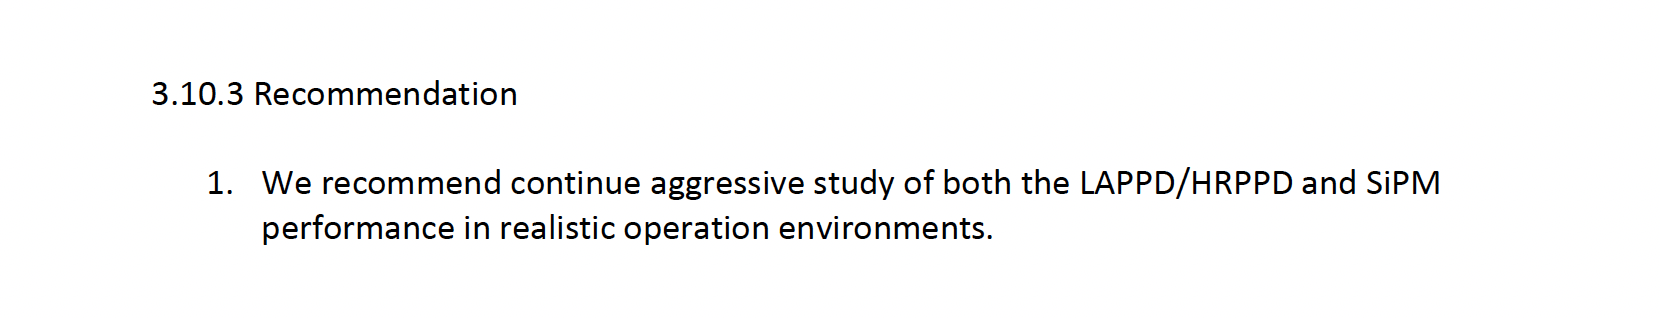 3.10.3 Recommendation
1. We recommend continue aggressive study of both the LAPPD/HRPPD and SiPM
performance in realistic operation environments.